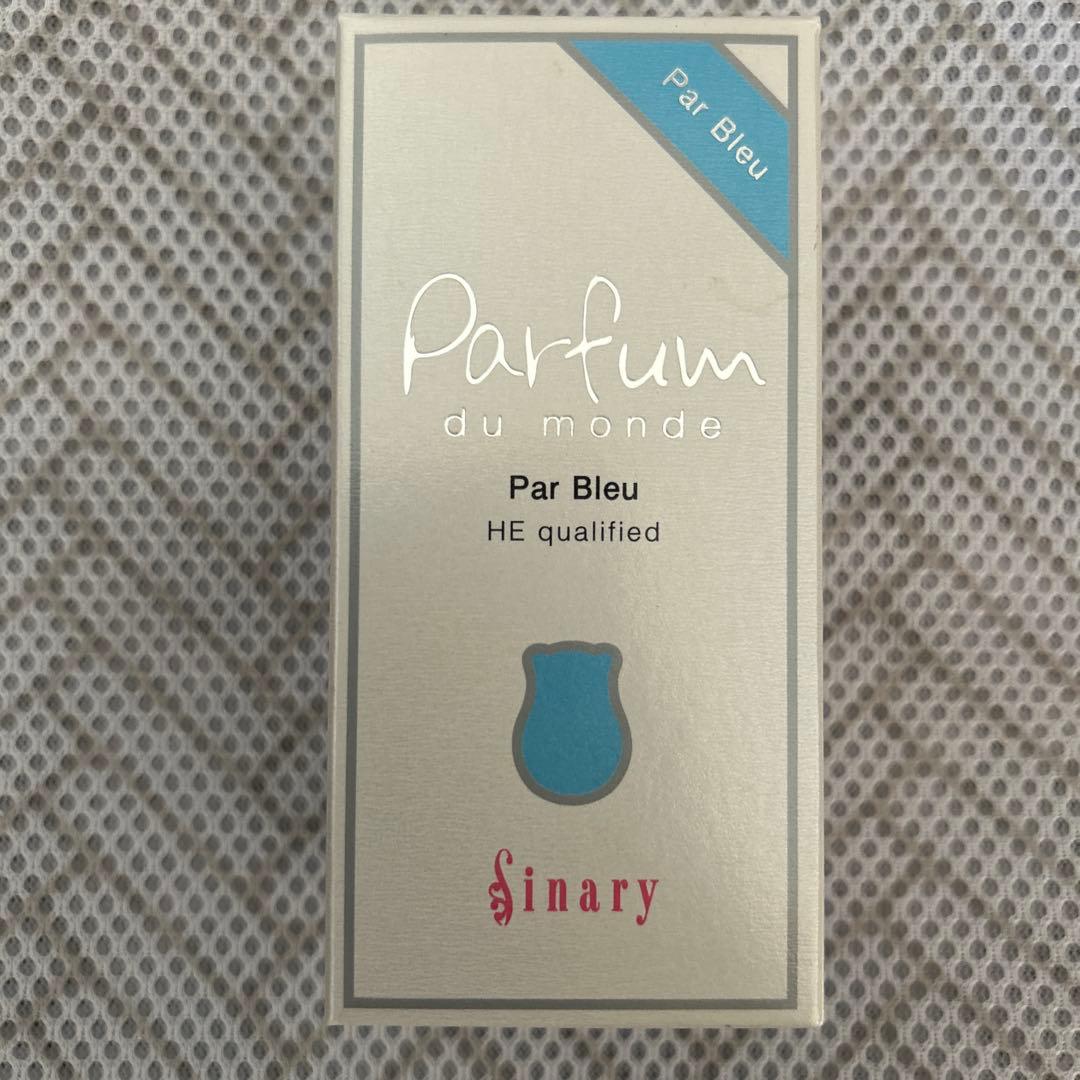 Par Bleu
Parfum
du monde
Par Bleu
HE qualified
Sinary